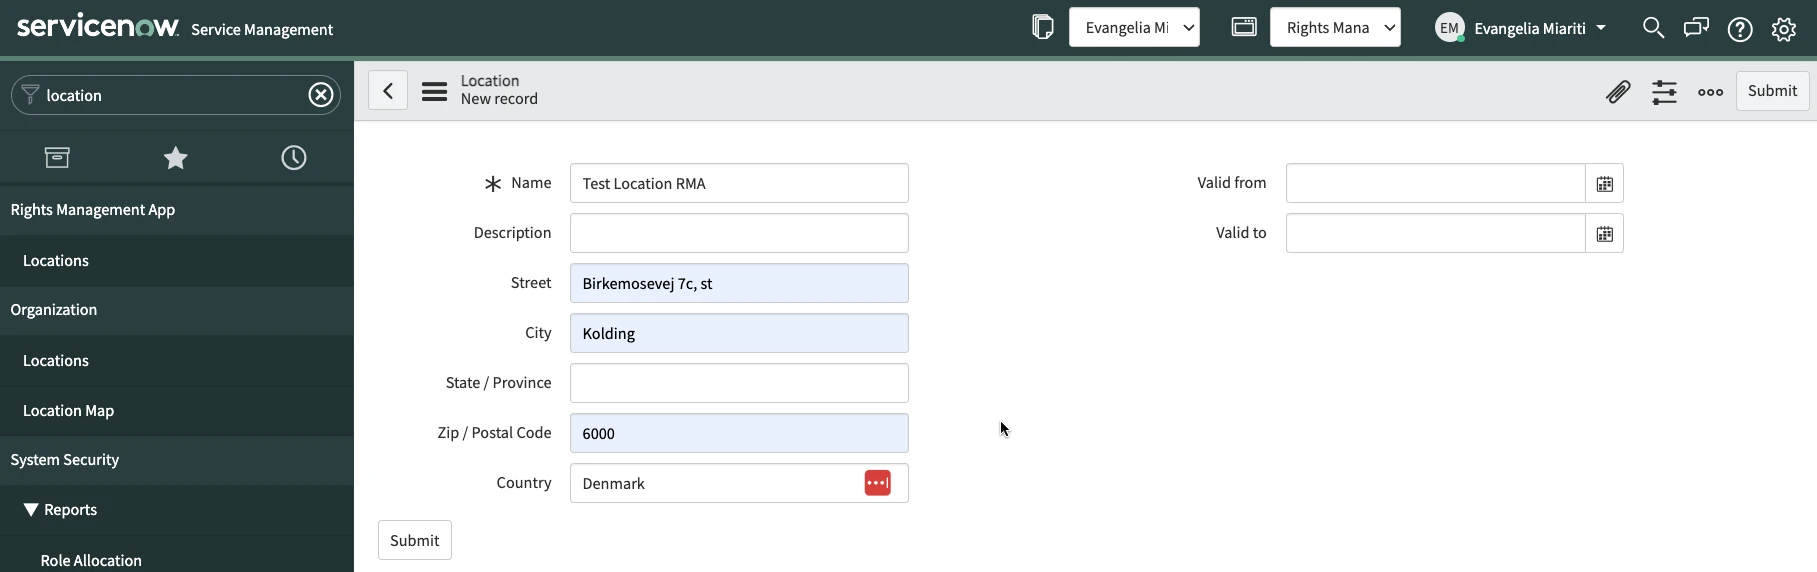 servicenow. Service Management
Evangelia Mi
Rights Mana
EM Evangelia Miariti
location
Location
New record
Submit
Rights Management App
Locations
Organization
Locations
Location Map
System Security
Reports
Role Allocation
Name Test Location RMA
Description
Street Birkemosevej 7c, st
City Kolding
State / Province
Zip / Postal Code 6000
Country Denmark
Valid from
Valid to
Submit